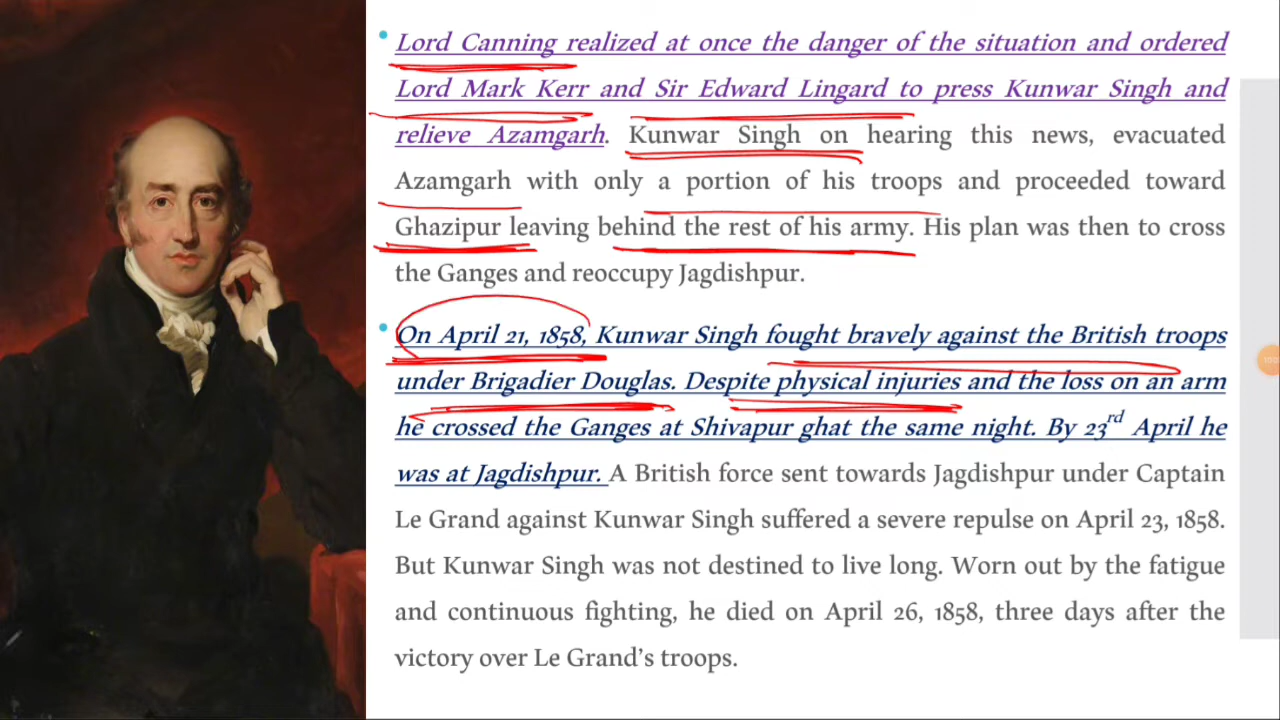 Lord Canning realized at once the danger of the situation and ordered
Lord Mark Kerr and Sir Edward Lingard to press Kunwar Singh and
relieve Azamgarh. Kunwar Singh on hearing this news, evacuated
Azamgarh with only a portion of his troops and proceeded toward
Ghazipur leaving behind the rest of his army. His plan was then to cross
the Ganges and reoccupy Jagdishpur.
On April 21, 1858, Kunwar Singh fought bravely against the British troops
under Brigadier Douglas. Despite physical injuries and the loss on an arm
he crossed the Ganges at Shivapur ghat the same night. By 23rd April he
was at Jagdishpur. A British force sent towards Jagdishpur under Captain
Le Grand against Kunwar Singh suffered a severe repulse on April 23, 1858.
But Kunwar Singh was not destined to live long. Worn out by the fatigue
and continuous fighting, he died on April 26, 1858, three days after the
victory over Le Grand's troops.